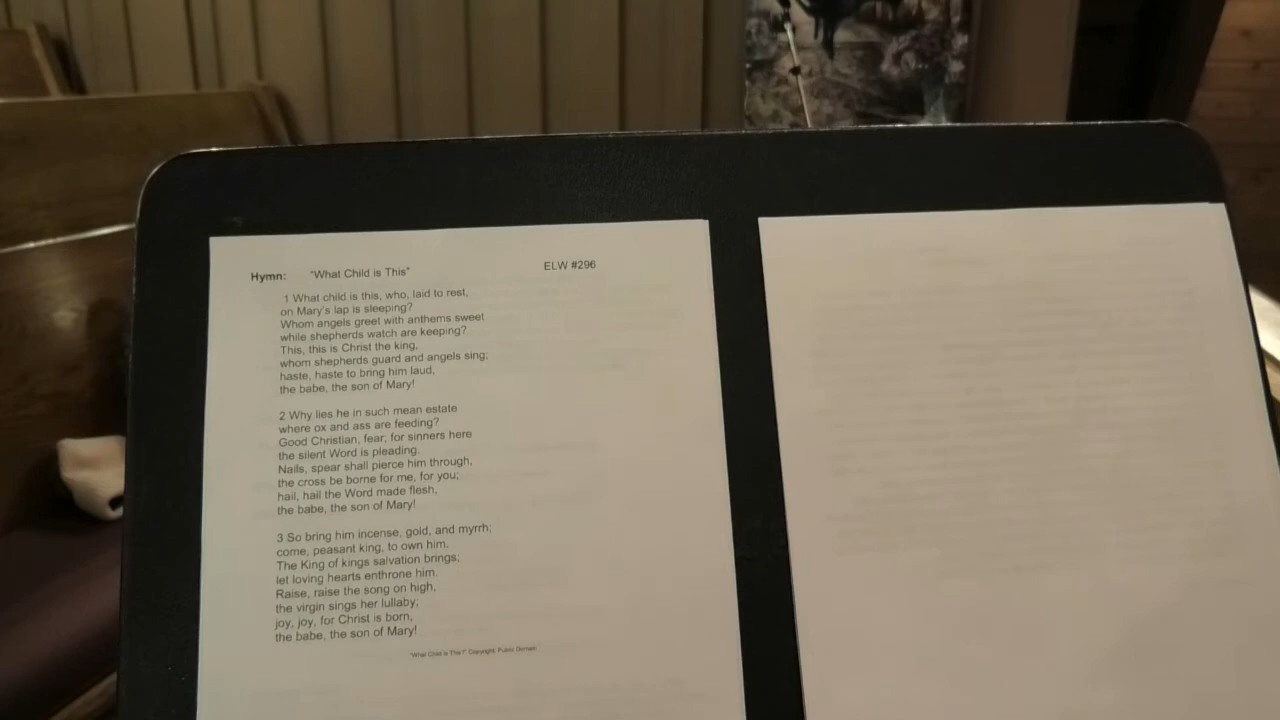 Hymn: "What Child is This" ELW #296
1 What child is this, who, laid to rest,
on Mary's lap is sleeping?
Whom angels greet with anthems sweet
while shepherds watch are keeping?
This, this is Christ the king,
whom shepherds guard and angels sing;
haste, haste to bring him laud,
the babe, the son of Mary!
2 Why lies he in such mean estate
where ox and ass are feeding?
Good Christian, fear; for sinners here
the silent Word is pleading.
Nails, spear shall pierce him through,
the cross be borne for me, for you;
hail, hail the Word made flesh,
the babe, the son of Mary!
3 So bring him incense, gold, and myrrh;
come, peasant king, to own him.
The King of kings salvation brings;
let loving hearts enthrone him.
Raise, raise the song on high,
the virgin sings her lullaby;
joy, joy, for Christ is born,
the babe, the son of Mary!
"What Child is This?" Copyright: Public Domain